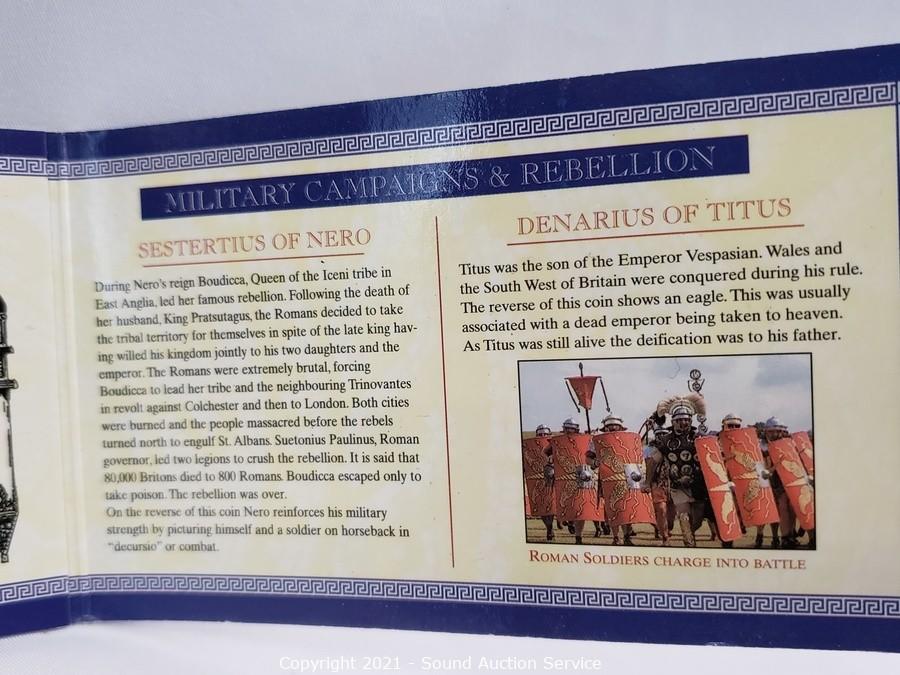 MILITARY CAMPAIGNS & REBELLION
SESTERTIUS OF NERO
During Nero's reign Boudicca, Queen of the Iceni tribe in
East Anglia, led her famous rebellion. Following the death of
her husband, King Pratsutagus, the Romans decided to take
the tribal territory for themselves in spite of the late king hav-
ing willed his kingdom jointly to his two daughters and the
emperor. The Romans were extremely brutal, forcing
Boudicca to lead her tribe and the neighbouring Trinovantes
in revolt against Colchester and then to London. Both cities
were burned and the people massacred before the rebels
turned north to engulf St. Albans. Suetonius Paulinus, Roman
governor, led two legions to crush the rebellion. It is said that
80,000 Britons died to 800 Romans. Boudicca escaped only to
take poison. The rebellion was over.
On the reverse of this coin Nero reinforces his military
strength by picturing himself and a soldier on horseback in
"decursio" or combat.
DENARIUS OF TITUS
Titus was the son of the Emperor Vespasian. Wales and
the South West of Britain were conquered during his rule.
The reverse of this coin shows an eagle. This was usually
associated with a dead emperor being taken to heaven.
As Titus was still alive the deification was to his father.
ROMAN SOLDIERS CHARGE INTO BATTLE
Copyright 2021 - Sound Auction Service